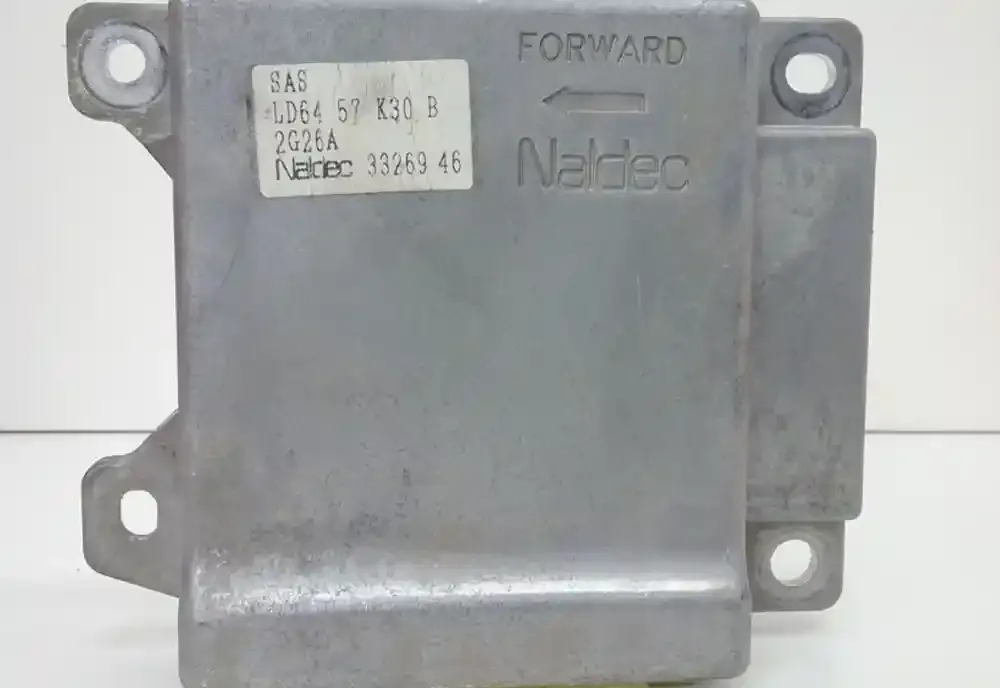 SAS
LD64 57 K30 B
2G26A
Naldec 33269 46
FORWARD
Naldec